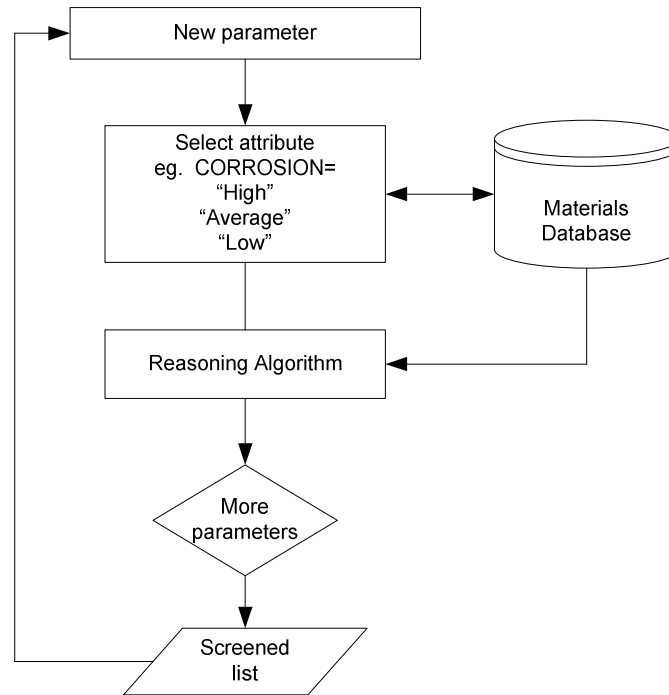 New parameter
Select attribute
eg. CORROSION=
“High”
“Average”
“Low”
Materials
Database
Reasoning Algorithm
More
parameters
Screened
list